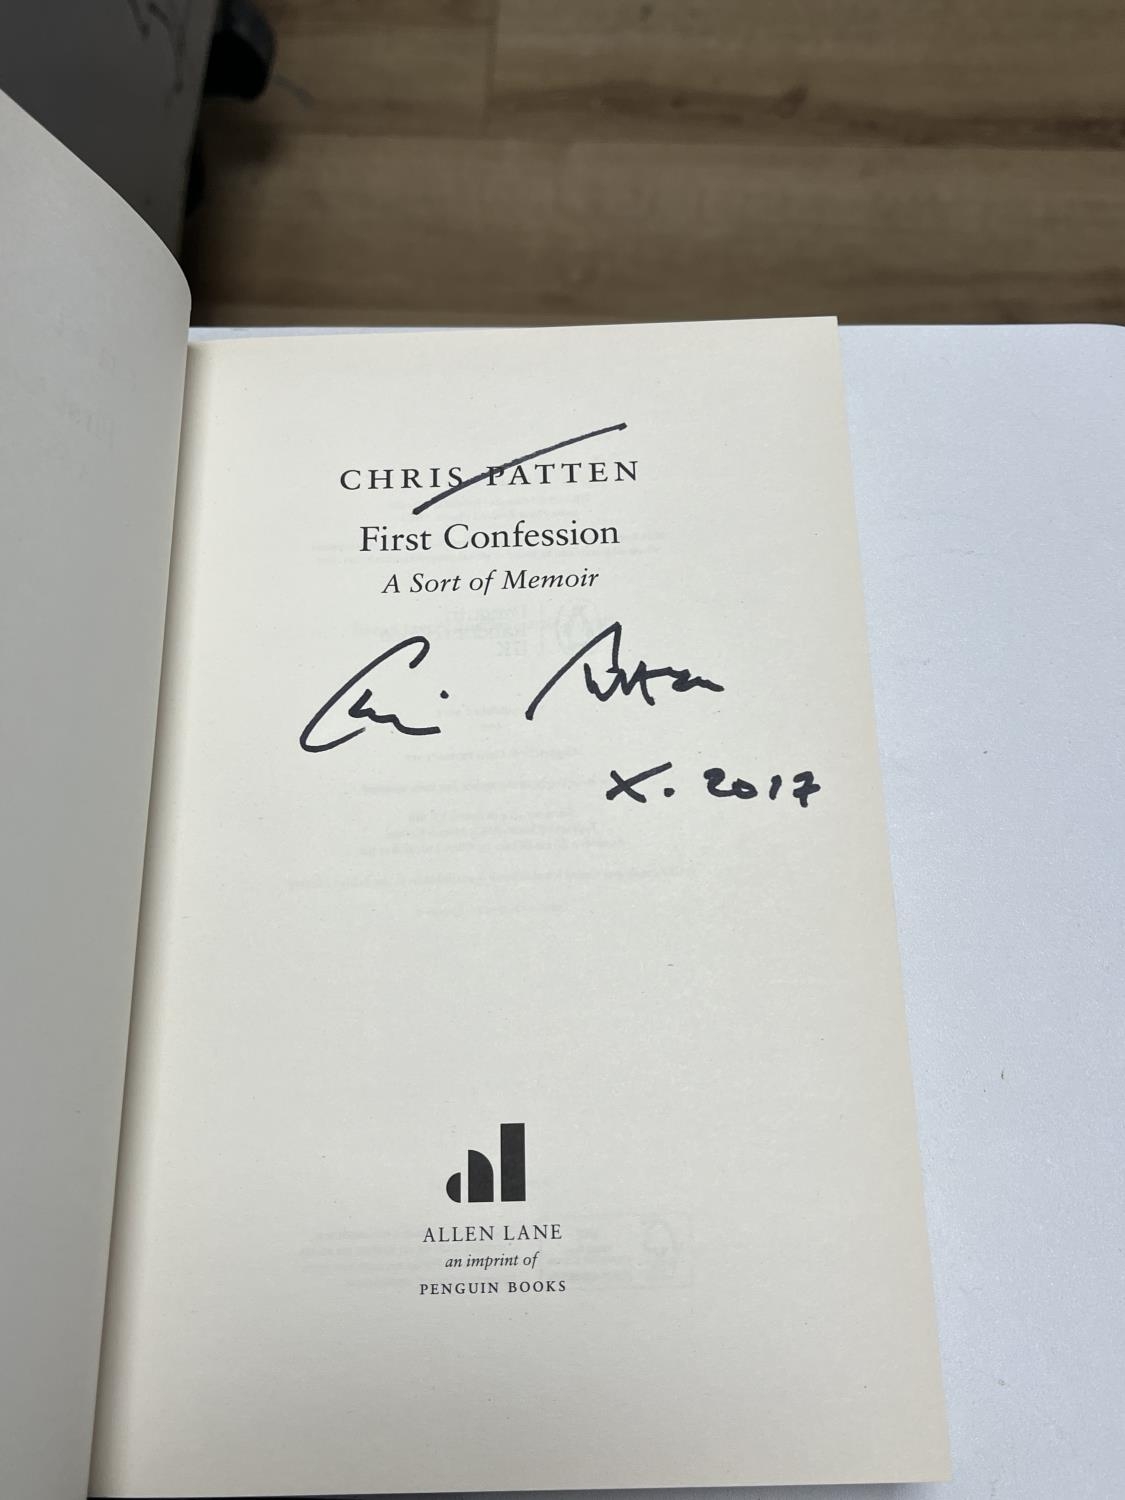 CHRIS PATTEN
First Confession
A Sort of Memoir
Chris Patten
X. 2017
ALLEN LANE
an imprint of
PENGUIN BOOKS